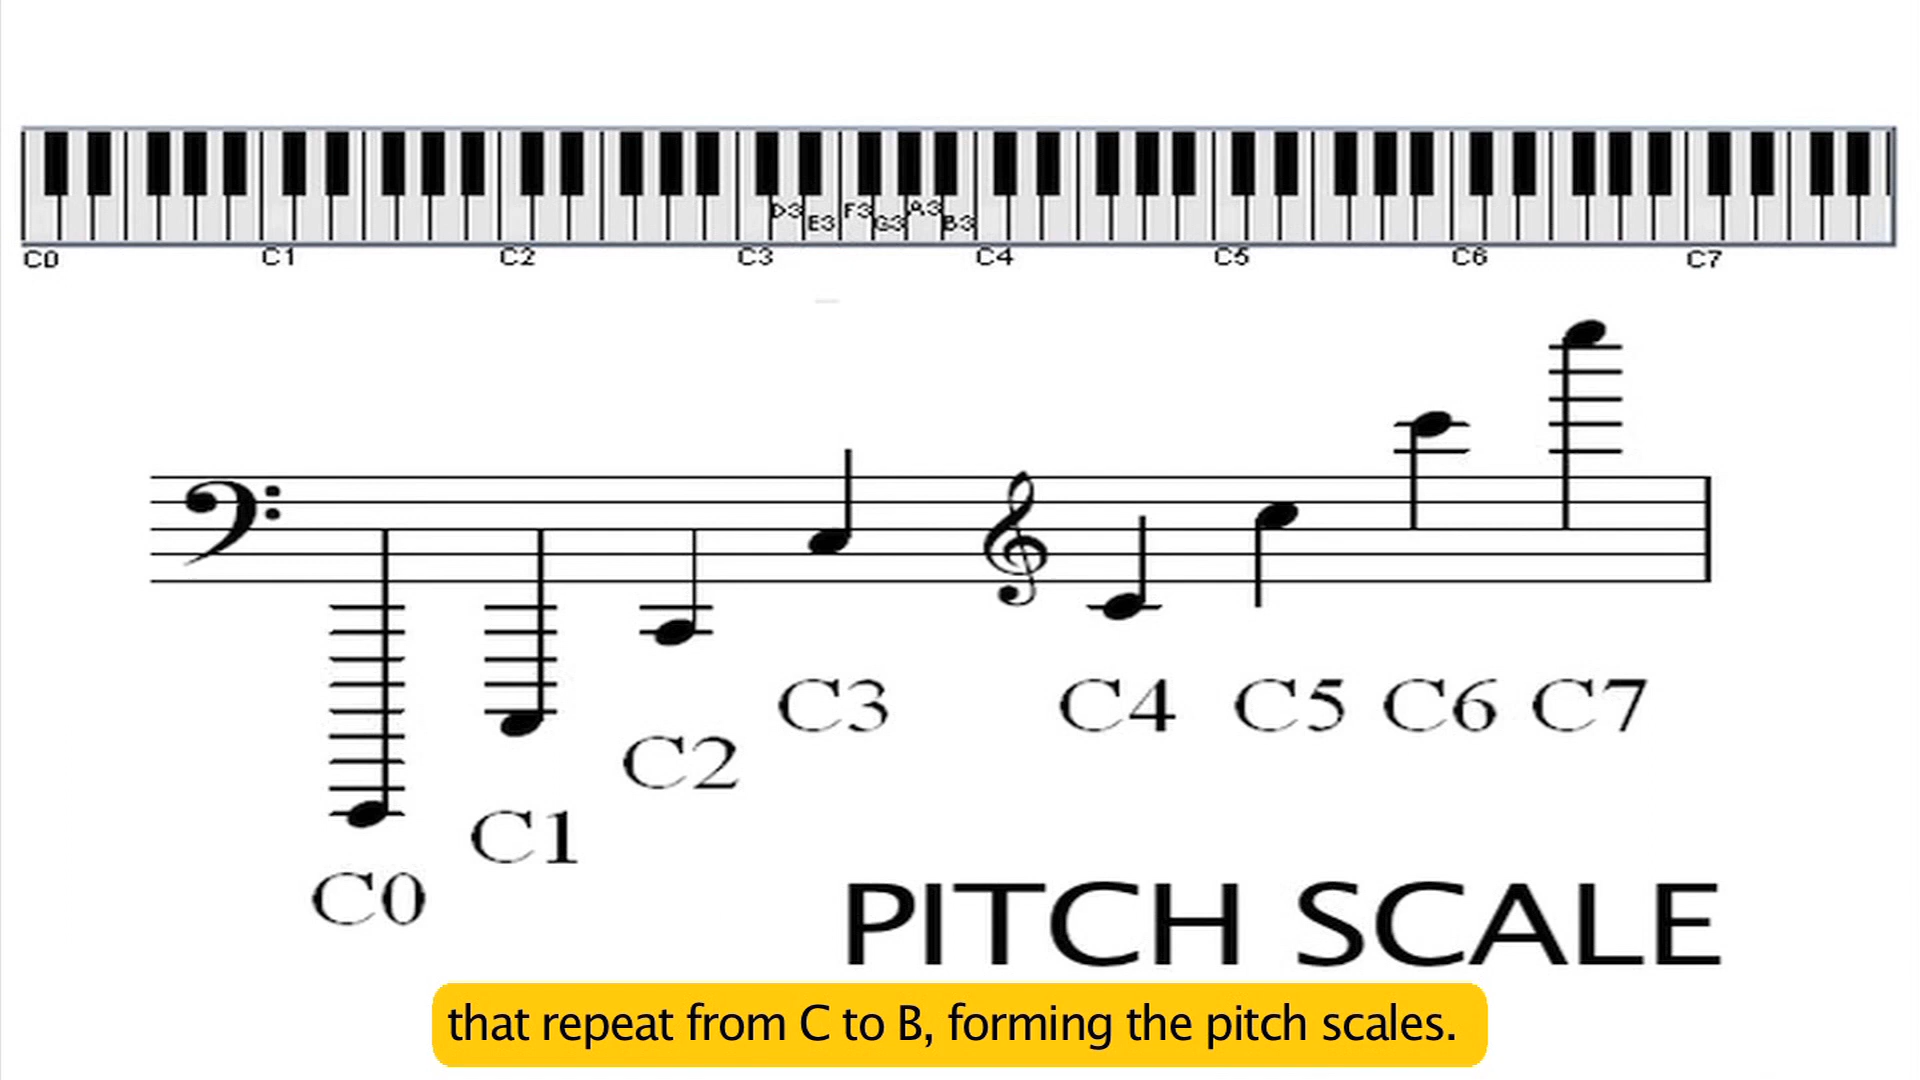 D3 E3 F3 G3 A3 B3
C0 C1 C2 C3 C4 C5 C6 C7
C0 C1 C2 C3 C4 C5 C6 C7
PITCH SCALE
that repeat from C to B, forming the pitch scales.